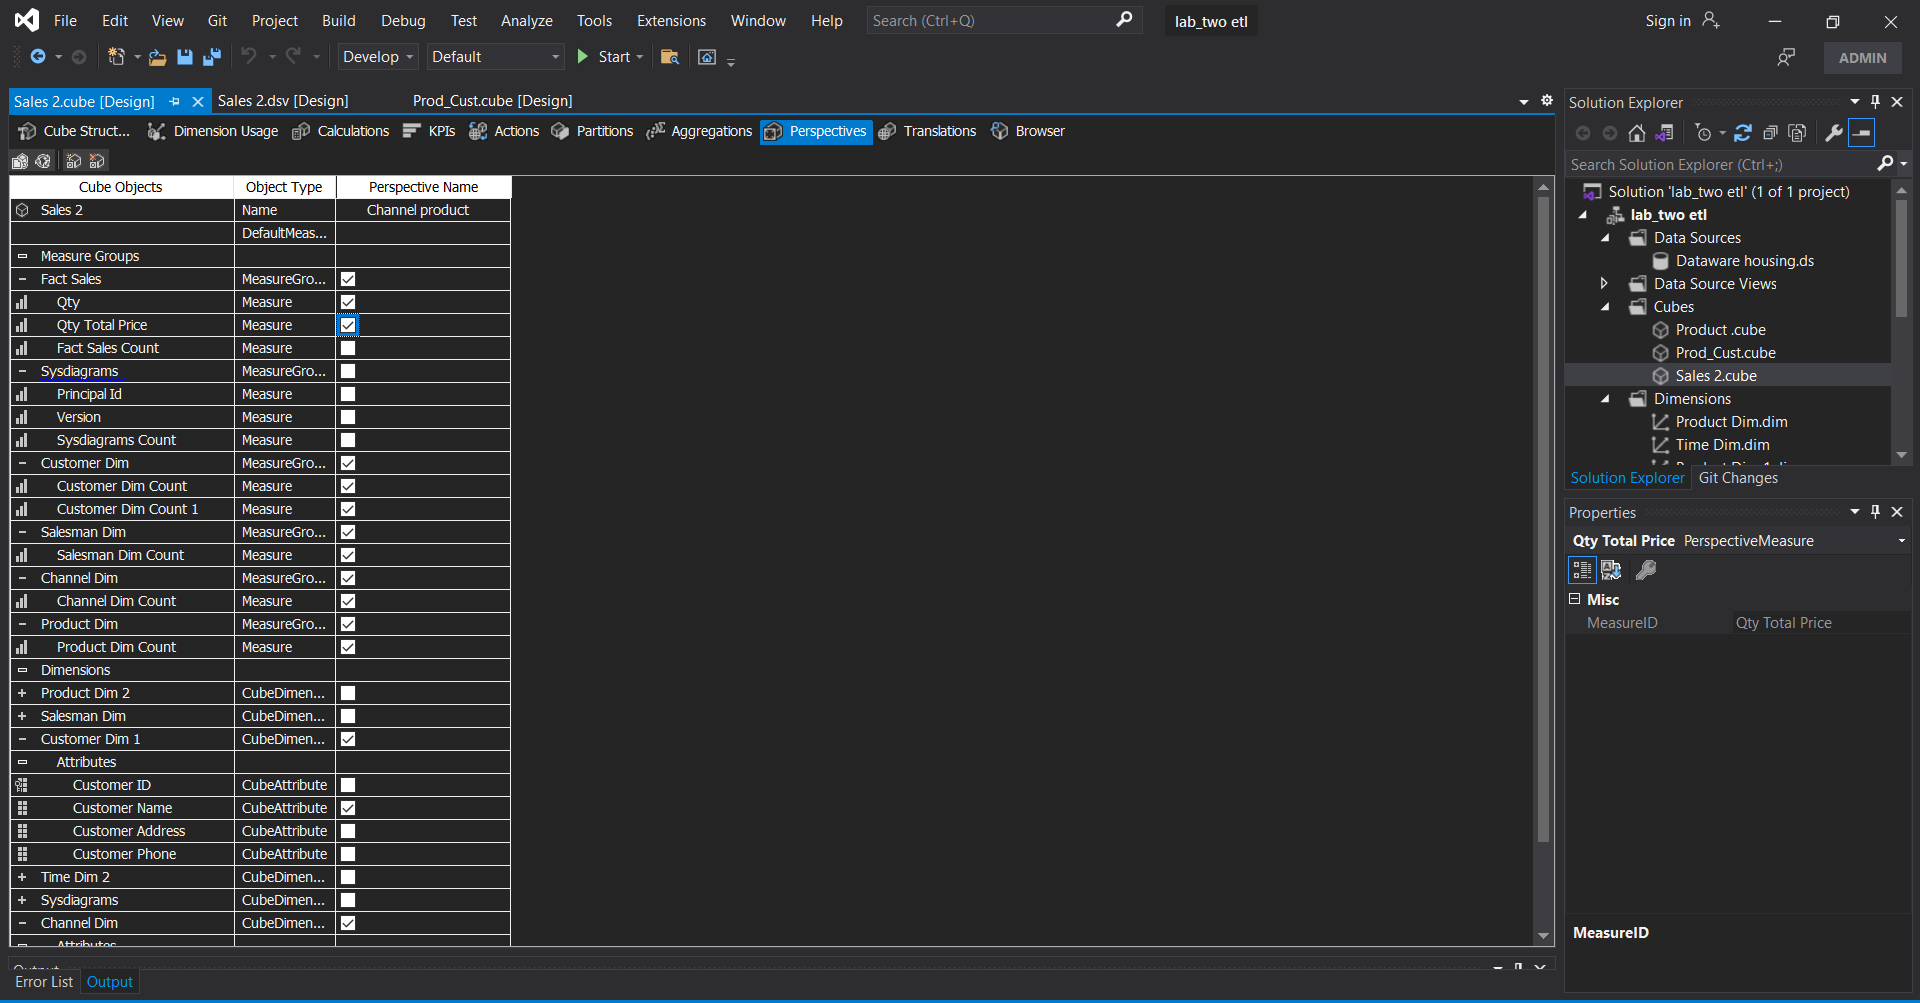 File Edit View Git Project Build Debug Test Analyze Tools Extensions Window Help Search (Ctrl+Q) lab_two etl Sign in
Develop Default Start ADMIN
Sales 2.cube [Design] Sales 2.dsv [Design] Prod_Cust.cube [Design]
Cube Struct... Dimension Usage Calculations KPIs Actions Partitions Aggregations Perspectives Translations Browser
Cube Objects Object Type Perspective Name
Sales 2 Name Channel product
DefaultMeas...
Measure Groups
Fact Sales MeasureGro...
Qty Measure
Qty Total Price Measure
Fact Sales Count Measure
Sysdiagrams MeasureGro...
Principal Id Measure
Version Measure
Sysdiagrams Count Measure
Customer Dim MeasureGro...
Customer Dim Count Measure
Customer Dim Count 1 Measure
Salesman Dim MeasureGro...
Salesman Dim Count Measure
Channel Dim MeasureGro...
Channel Dim Count Measure
Product Dim MeasureGro...
Product Dim Count Measure
Dimensions
Product Dim 2 CubeDimen...
Salesman Dim CubeDimen...
Customer Dim 1 CubeDimen...
Attributes
Customer ID CubeAttribute
Customer Name CubeAttribute
Customer Address CubeAttribute
Customer Phone CubeAttribute
Time Dim 2 CubeDimen...
Sysdiagrams CubeDimen...
Channel Dim CubeDimen...
Attributes
Output
Error List Output
Solution Explorer
Search Solution Explorer (Ctrl+;)
Solution 'lab_two etl' (1 of 1 project)
lab_two etl
Data Sources
Dataware housing.ds
Data Source Views
Cubes
Product .cube
Prod_Cust.cube
Sales 2.cube
Dimensions
Product Dim.dim
Time Dim.dim
Solution Explorer Git Changes
Properties
Qty Total Price PerspectiveMeasure
Misc
MeasureID Qty Total Price
MeasureID